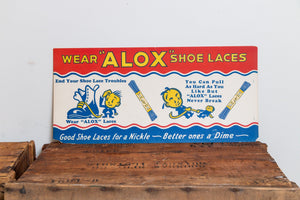 WEAR "ALOX" SHOE LACES
End Your Shoe Lace Troubles
Wear "ALOX" Laces
You Can Pull
As Hard As You
Like But
"ALOX" Laces
Never Break
Good Shoe Laces for a Nickle — Better ones a Dime —